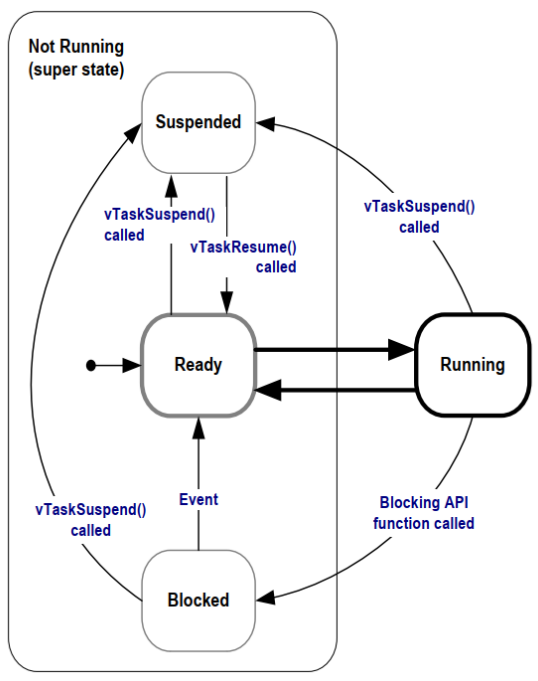 Not Running
(super state)
Suspended
vTaskSuspend()
called
vTaskResume()
called
vTaskSuspend()
called
Ready
Running
vTaskSuspend()
called
Event
Blocking API
function called
Blocked